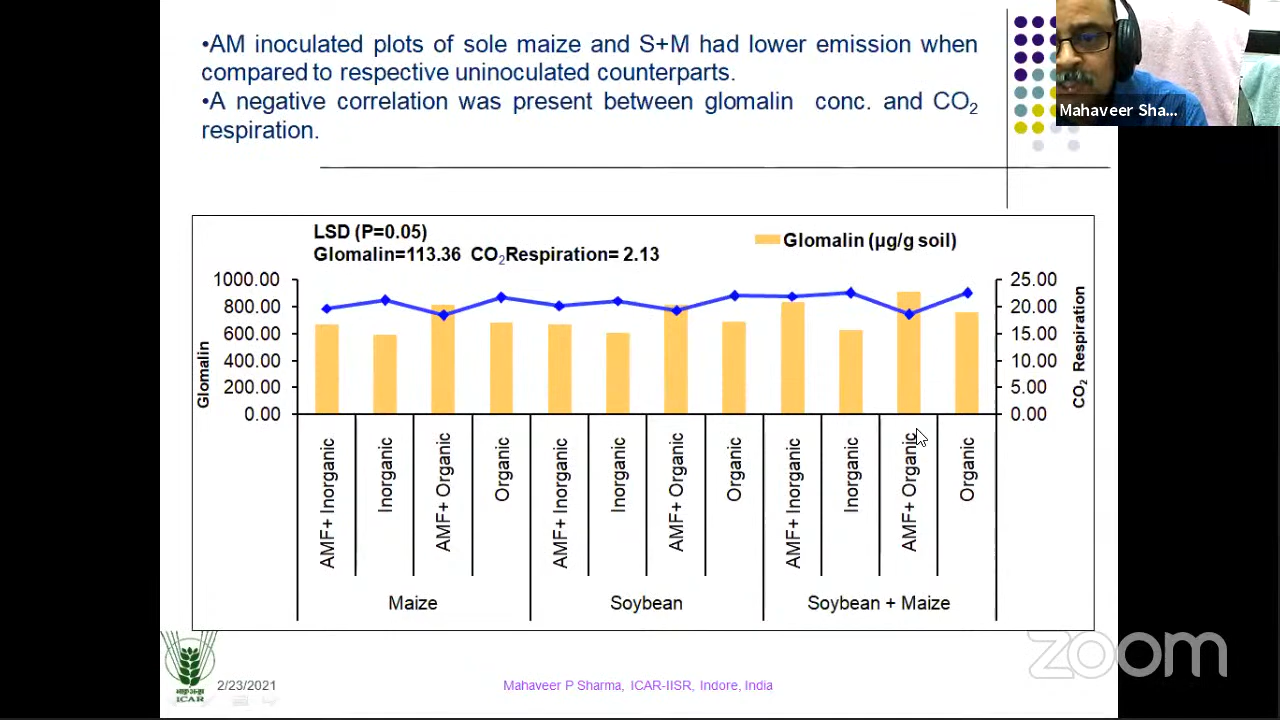 •AM inoculated plots of sole maize and S+M had lower emission when
compared to respective uninoculated counterparts.
•A negative correlation was present between glomalin conc. and CO2
respiration.
Mahaveer Sha...
LSD (P=0.05)
Glomalin=113.36 CO2Respiration= 2.13
Glomalin (µg/g soil)
1000.00
800.00
600.00
400.00
200.00
0.00
Glomalin
25.00
20.00
15.00
10.00
5.00
0.00
CO2 Respiration
AMF+ Inorganic
Inorganic
AMF+ Organic
Organic
AMF+ Inorganic
Inorganic
AMF+ Organic
Organic
AMF+ Inorganic
Inorganic
AMF+ Organic
Organic
Maize
Soybean
Soybean + Maize
ICAR
2/23/2021
Mahaveer P Sharma, ICAR-IISR, Indore, India
zoom